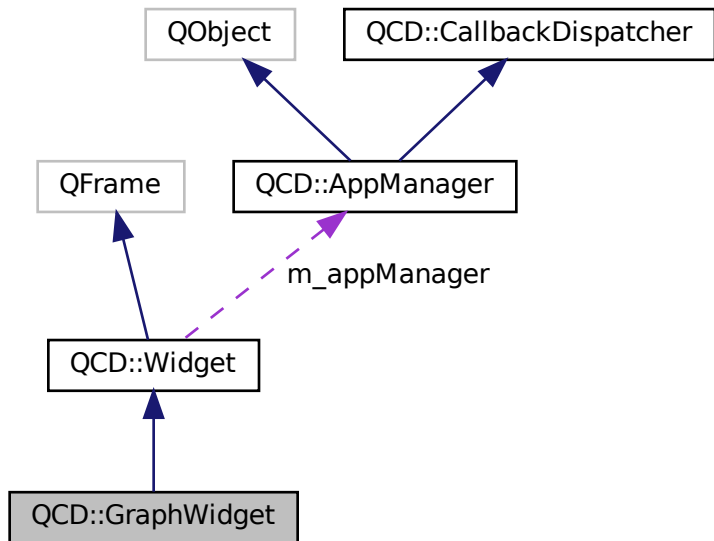 QObject
QCD::CallbackDispatcher
QFrame
QCD::AppManager
m_appManager
QCD::Widget
QCD::GraphWidget